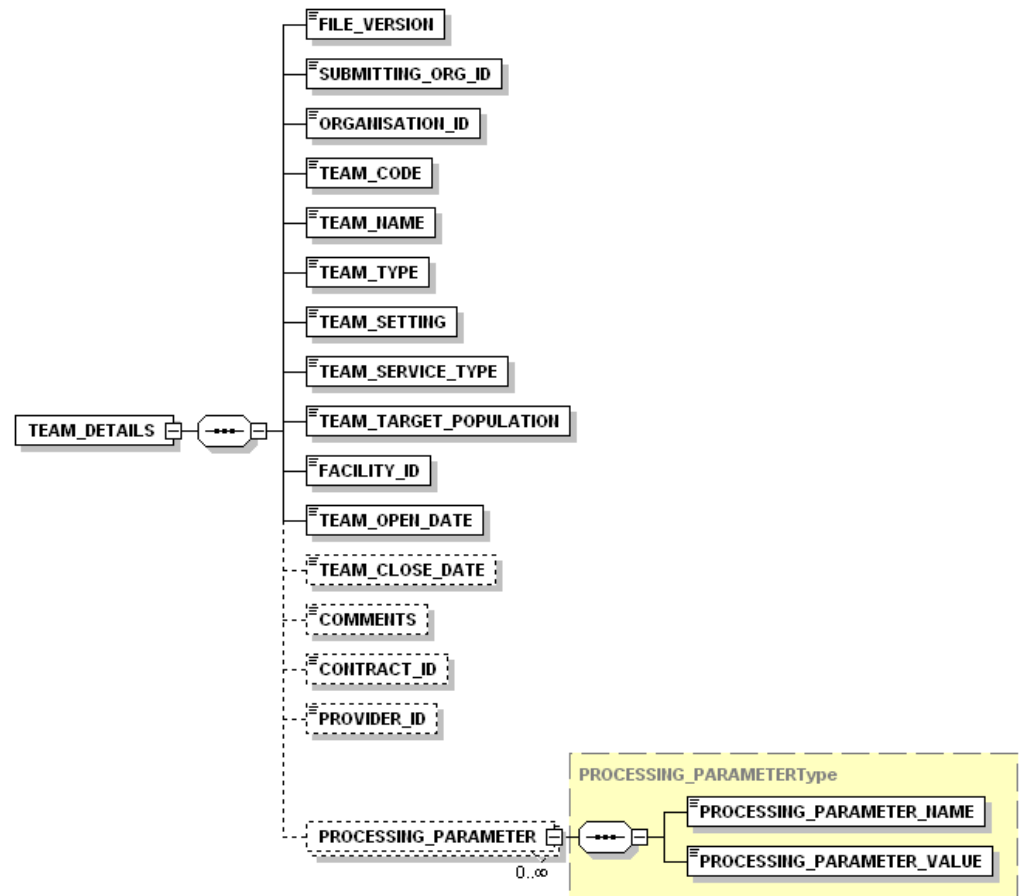 FILE_VERSION
SUBMITTING_ORG_ID
ORGANISATION_ID
TEAM_CODE
TEAM_NAME
TEAM_TYPE
TEAM_SETTING
TEAM_SERVICE_TYPE
TEAM_TARGET_POPULATION
TEAM_DETAILS
FACILITY_ID
TEAM_OPEN_DATE
TEAM_CLOSE_DATE
COMMENTS
CONTRACT_ID
PROVIDER_ID
PROCESSING_PARAMETERType
PROCESSING_PARAMETER_NAME
PROCESSING_PARAMETER
PROCESSING_PARAMETER_VALUE
0..∞